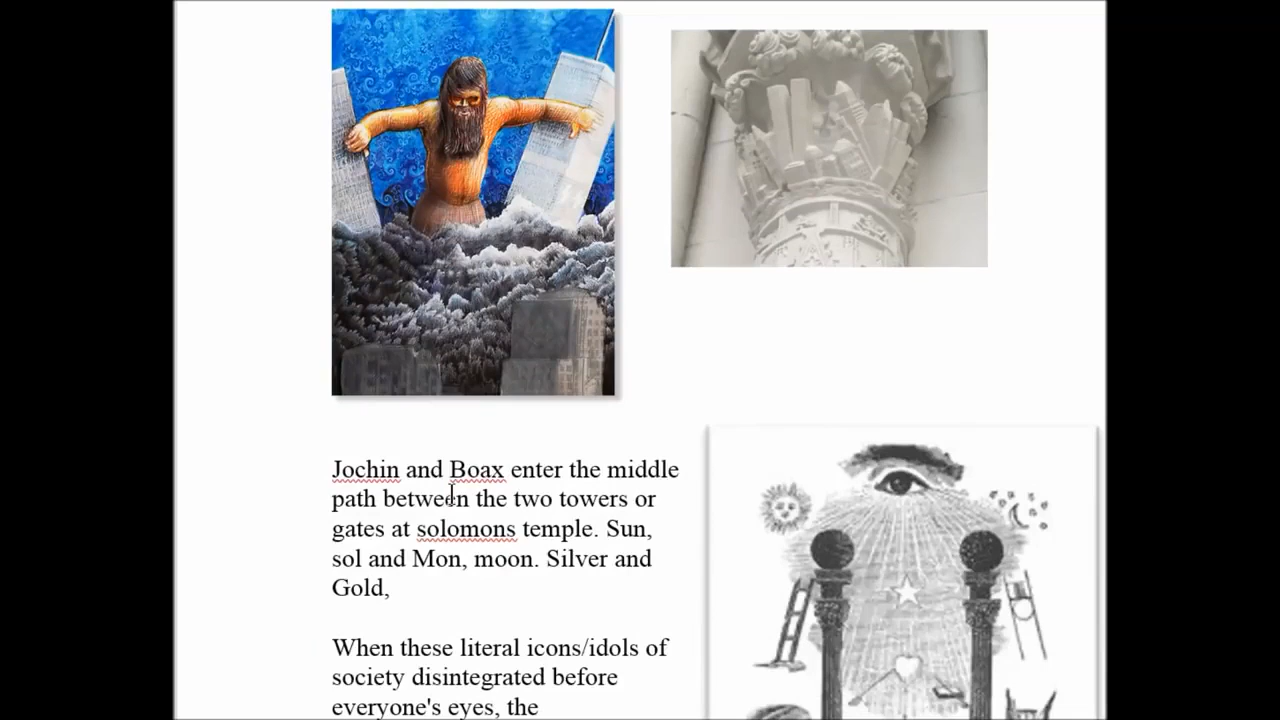 Jochin and Boax enter the middle
path between the two towers or
gates at solomons temple. Sun,
sol and Mon, moon. Silver and
Gold,
When these literal icons/idols of
society disintegrated before
everyone's eyes, the